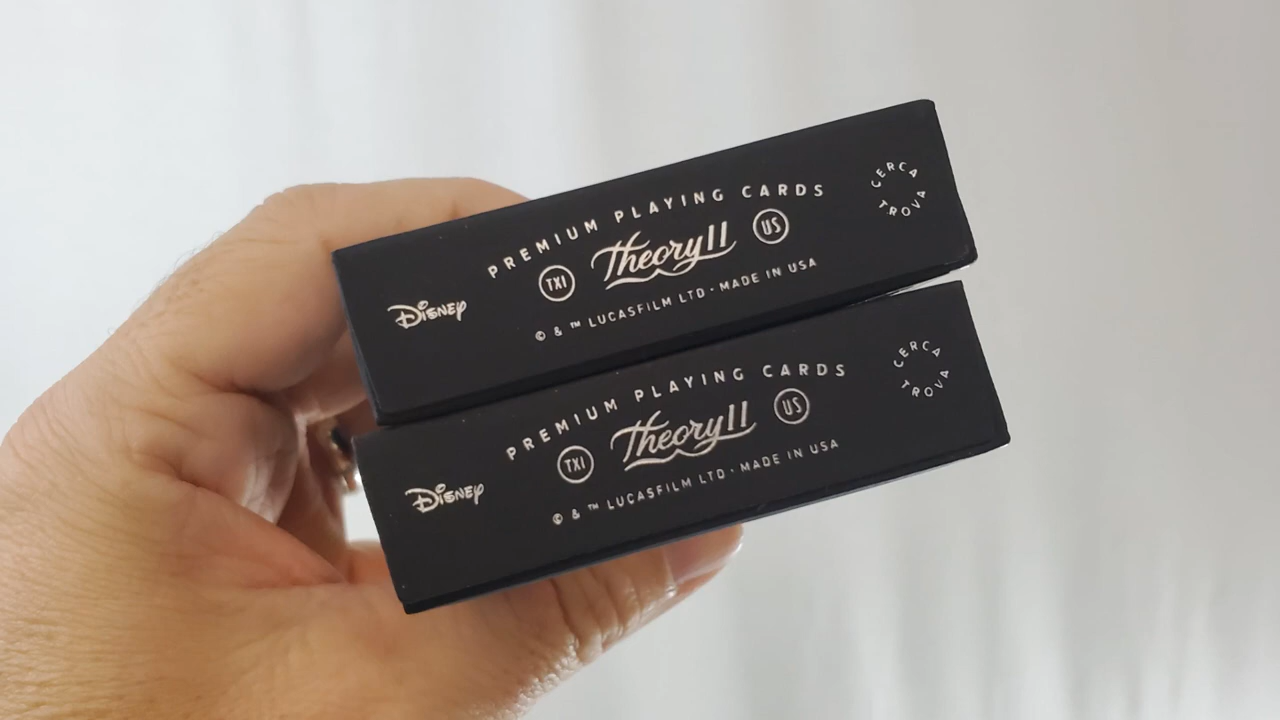 PREMIUM PLAYING CARDS
TXI Theory11 US
© & ™ LUCASFILM LTD · MADE IN USA
Disney
CERCA TROVA
PREMIUM PLAYING CARDS
TXI Theory11 US
© & ™ LUCASFILM LTD · MADE IN USA
Disney
CERCA TROVA